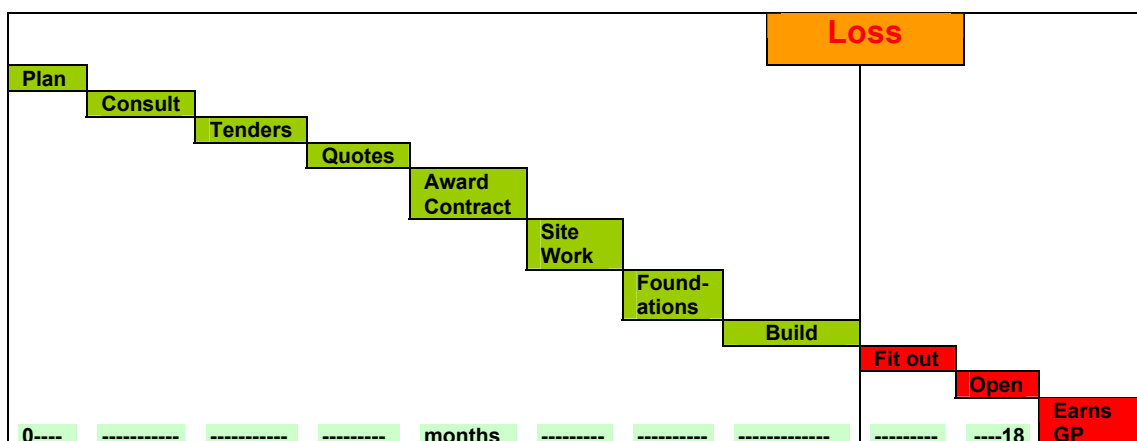 Loss
Plan
Consult
Tenders
Quotes
Award
Contract
Site
Work
Found-
ations
Build
Fit out
Open
Earns
GP
0---- ----------- ----------- --------- months --------- ---------- ------------- --------- ----18